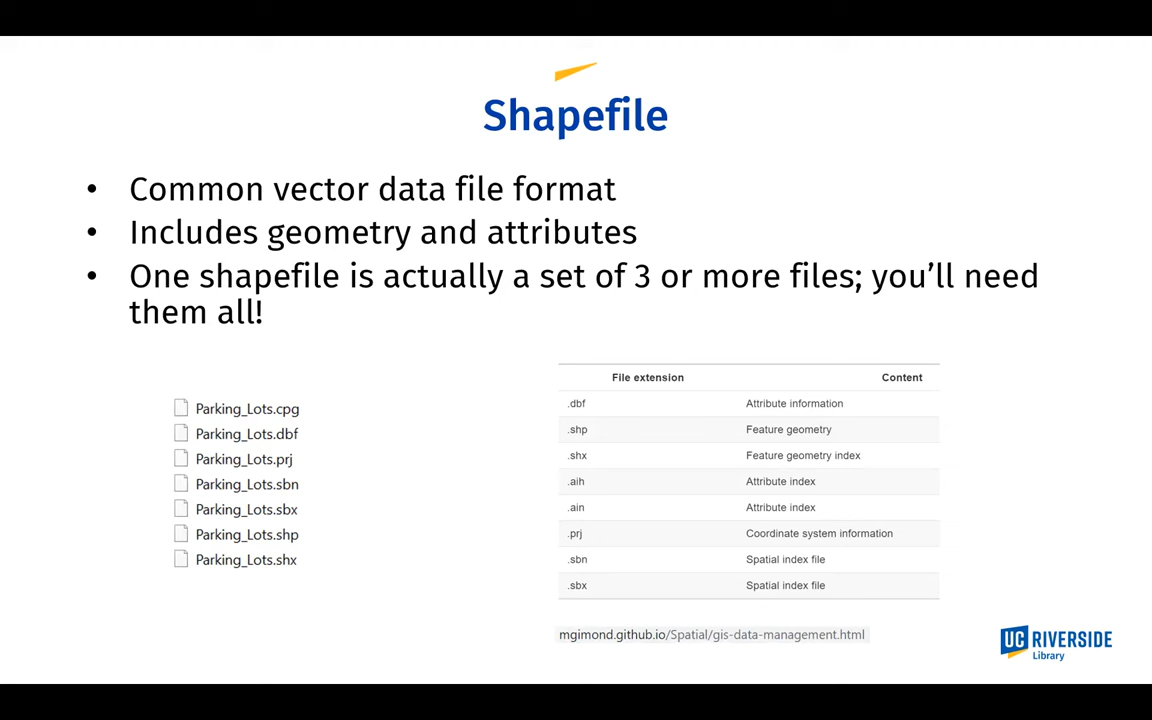 Shapefile
• Common vector data file format
• Includes geometry and attributes
• One shapefile is actually a set of 3 or more files; you’ll need
them all!
Parking_Lots.cpg
Parking_Lots.dbf
Parking_Lots.prj
Parking_Lots.sbn
Parking_Lots.sbx
Parking_Lots.shp
Parking_Lots.shx
File extension Content
.dbf Attribute information
.shp Feature geometry
.shx Feature geometry index
.aih Attribute index
.ain Attribute index
.prj Coordinate system information
.sbn Spatial index file
.sbx Spatial index file
mgimond.github.io/Spatial/gis-data-management.html
UC RIVERSIDE
Library